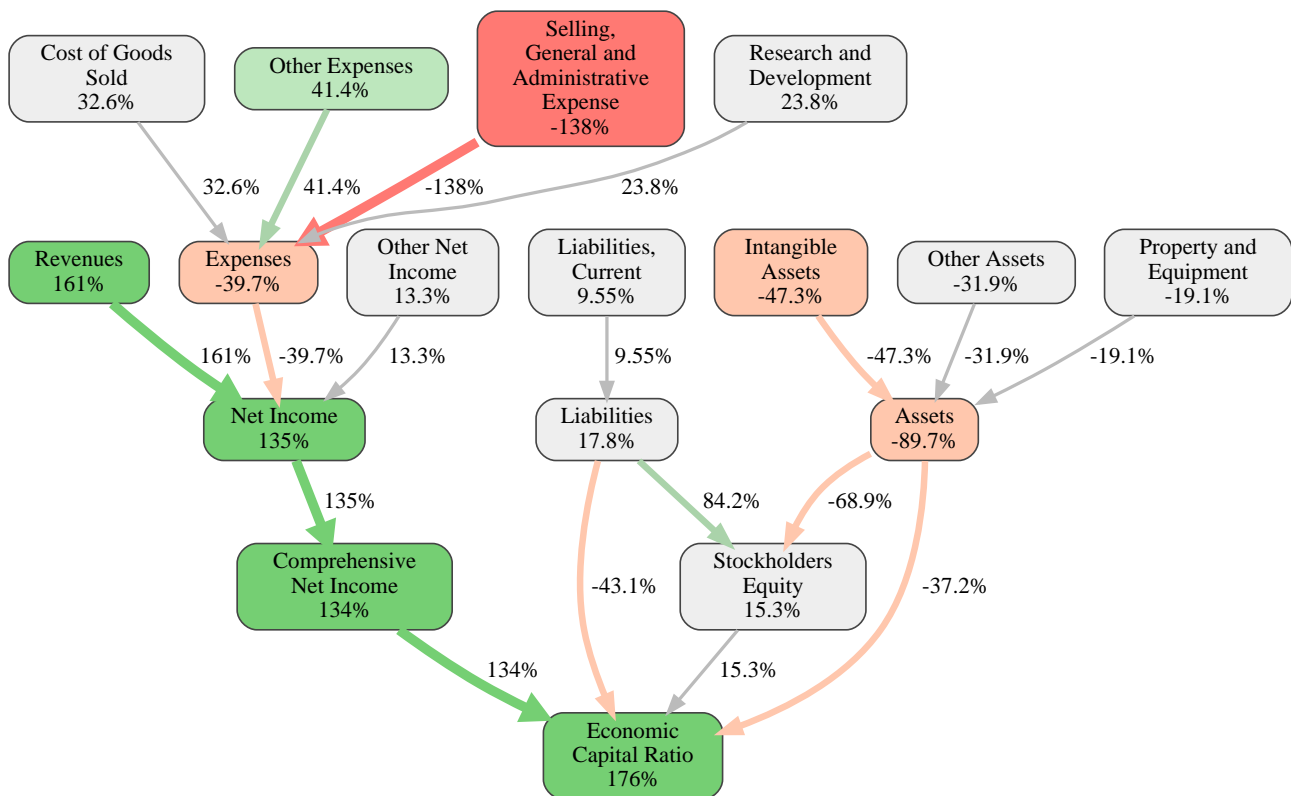 Cost of Goods
Sold
32.6%
Other Expenses
41.4%
Selling,
General and
Administrative
Expense
-138%
Research and
Development
23.8%
32.6%
41.4%
-138%
23.8%
Revenues
161%
Expenses
-39.7%
Other Net
Income
13.3%
Liabilities,
Current
9.55%
Intangible
Assets
-47.3%
Other Assets
-31.9%
Property and
Equipment
-19.1%
161%
-39.7%
13.3%
9.55%
-47.3%
-31.9%
-19.1%
Net Income
135%
Liabilities
17.8%
Assets
-89.7%
135%
84.2%
-68.9%
Comprehensive
Net Income
134%
-43.1%
Stockholders
Equity
15.3%
-37.2%
134%
15.3%
Economic
Capital Ratio
176%